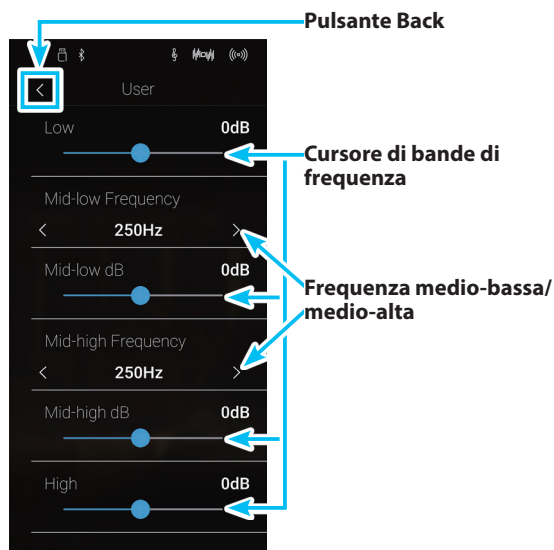 Pulsante Back
User
Low 0dB
Cursore di bande di
frequenza
Mid-low Frequency
250Hz
Mid-low dB 0dB
Frequenza medio-bassa/
medio-alta
Mid-high Frequency
250Hz
Mid-high dB 0dB
High 0dB